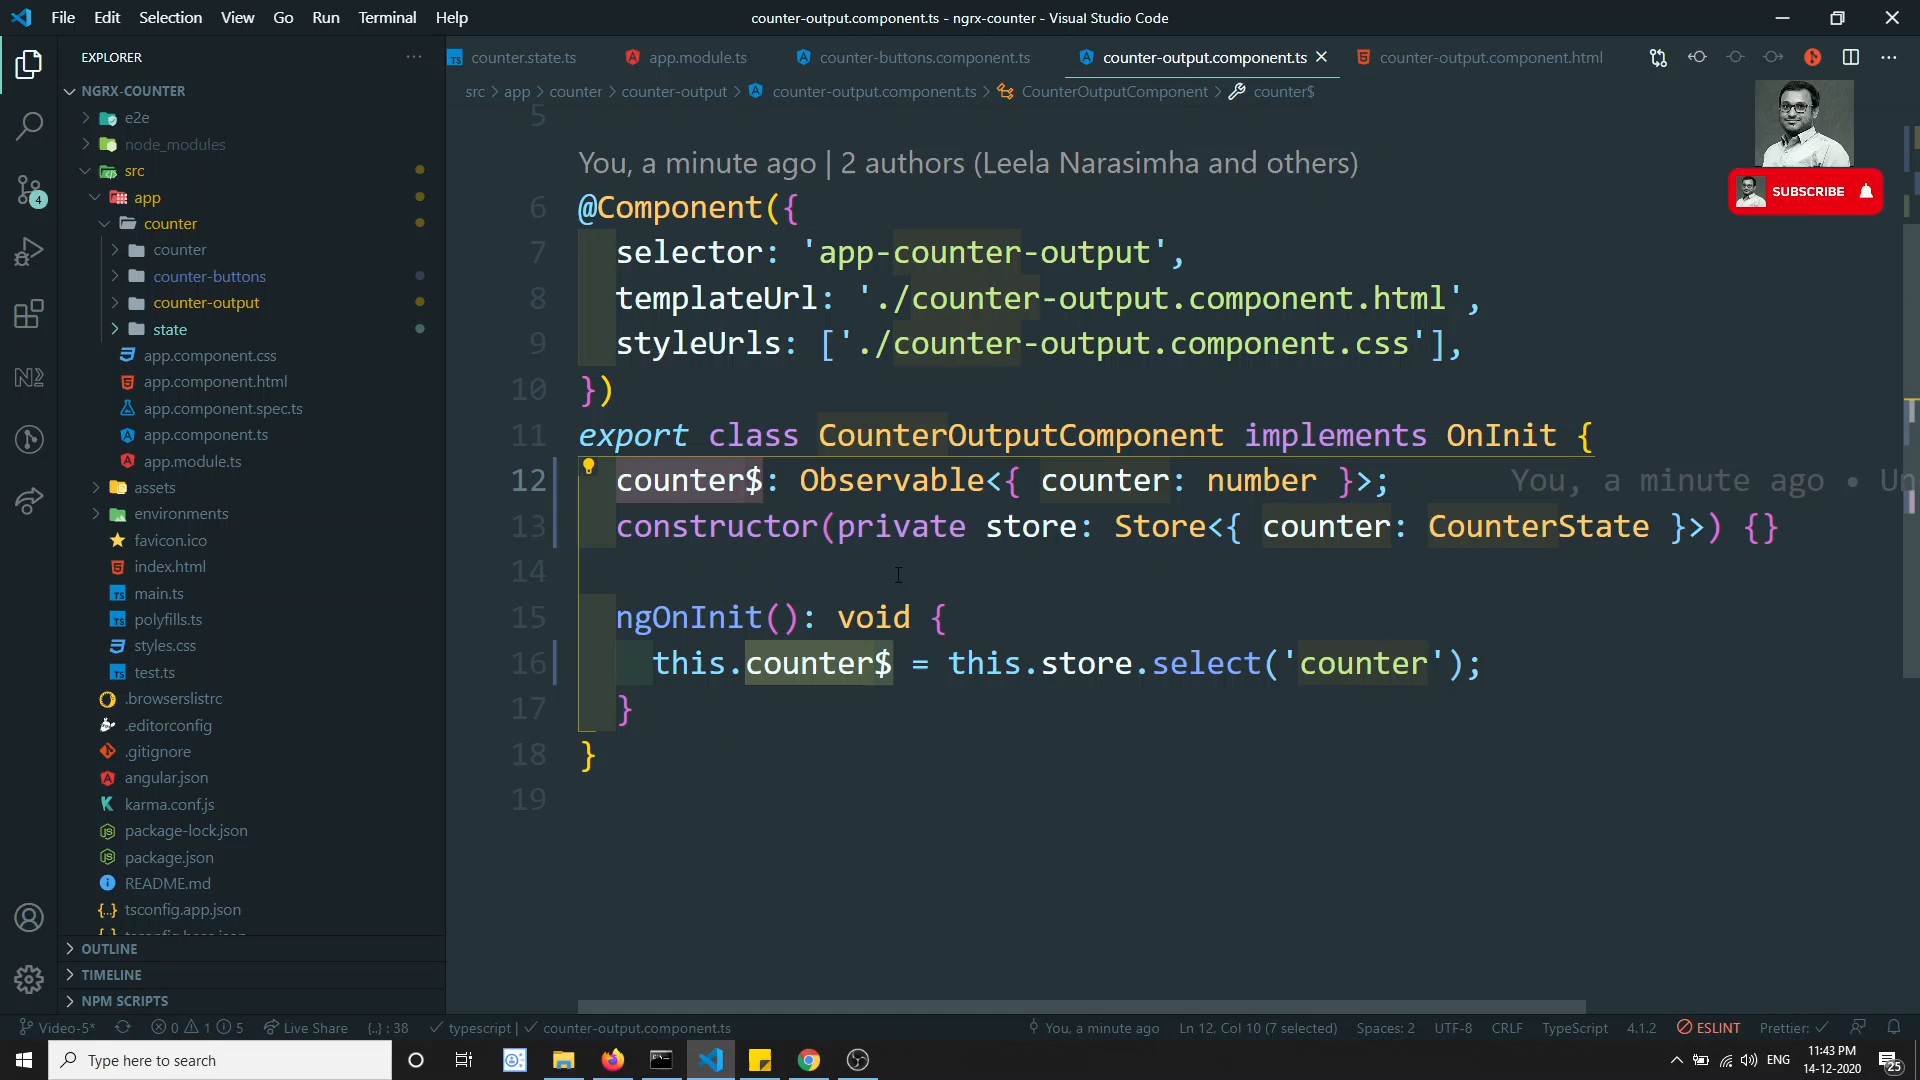 File Edit Selection View Go Run Terminal Help
counter-output.component.ts - ngrx-counter - Visual Studio Code
EXPLORER
counter.state.ts
app.module.ts
counter-buttons.component.ts
counter-output.component.ts
counter-output.component.html
src > app > counter > counter-output > counter-output.component.ts > CounterOutputComponent > counter$
NGRX-COUNTER
e2e
node_modules
src
app
counter
counter
counter-buttons
counter-output
state
app.component.css
app.component.html
app.component.spec.ts
app.component.ts
app.module.ts
assets
environments
favicon.ico
index.html
main.ts
polyfills.ts
styles.css
test.ts
.browserslistrc
.editorconfig
.gitignore
angular.json
karma.conf.js
package-lock.json
package.json
README.md
tsconfig.app.json
OUTLINE
TIMELINE
NPM SCRIPTS
4
5
You, a minute ago | 2 authors (Leela Narasimha and others)
6 @Component({
7 selector: 'app-counter-output',
8 templateUrl: './counter-output.component.html',
9 styleUrls: ['./counter-output.component.css'],
10 })
11 export class CounterOutputComponent implements OnInit {
12 counter$: Observable<{ counter: number }>; You, a minute ago • Un
13 constructor(private store: Store<{ counter: CounterState }>) {}
14
15 ngOnInit(): void {
16 this.counter$ = this.store.select('counter');
17 }
18 }
19
SUBSCRIBE
Video-5* 0 1 5 Live Share {..} : 38 typescript | counter-output.component.ts You, a minute ago Ln 12, Col 10 (7 selected) Spaces: 2 UTF-8 CRLF TypeScript 4.1.2 ESLINT Prettier: ✓
Type here to search
ENG
11:43 PM
14-12-2020
25